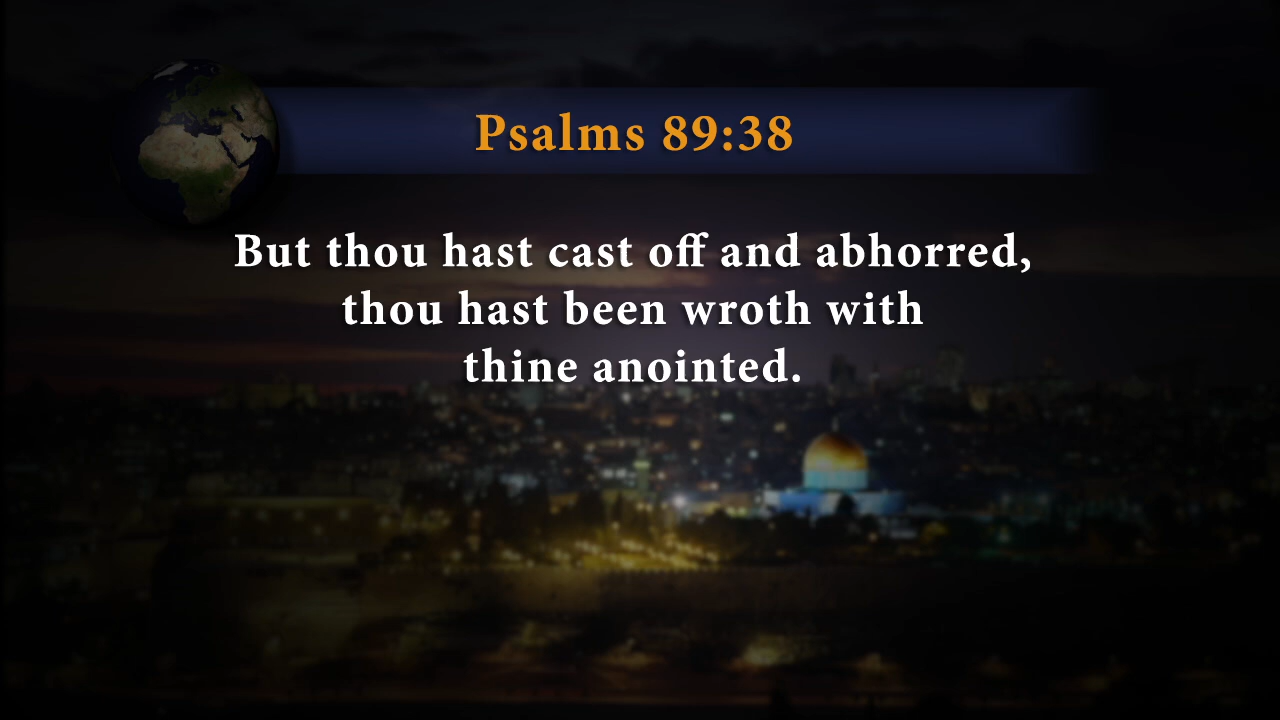 Psalms 89:38
But thou hast cast off and abhorred,
thou hast been wroth with
thine anointed.